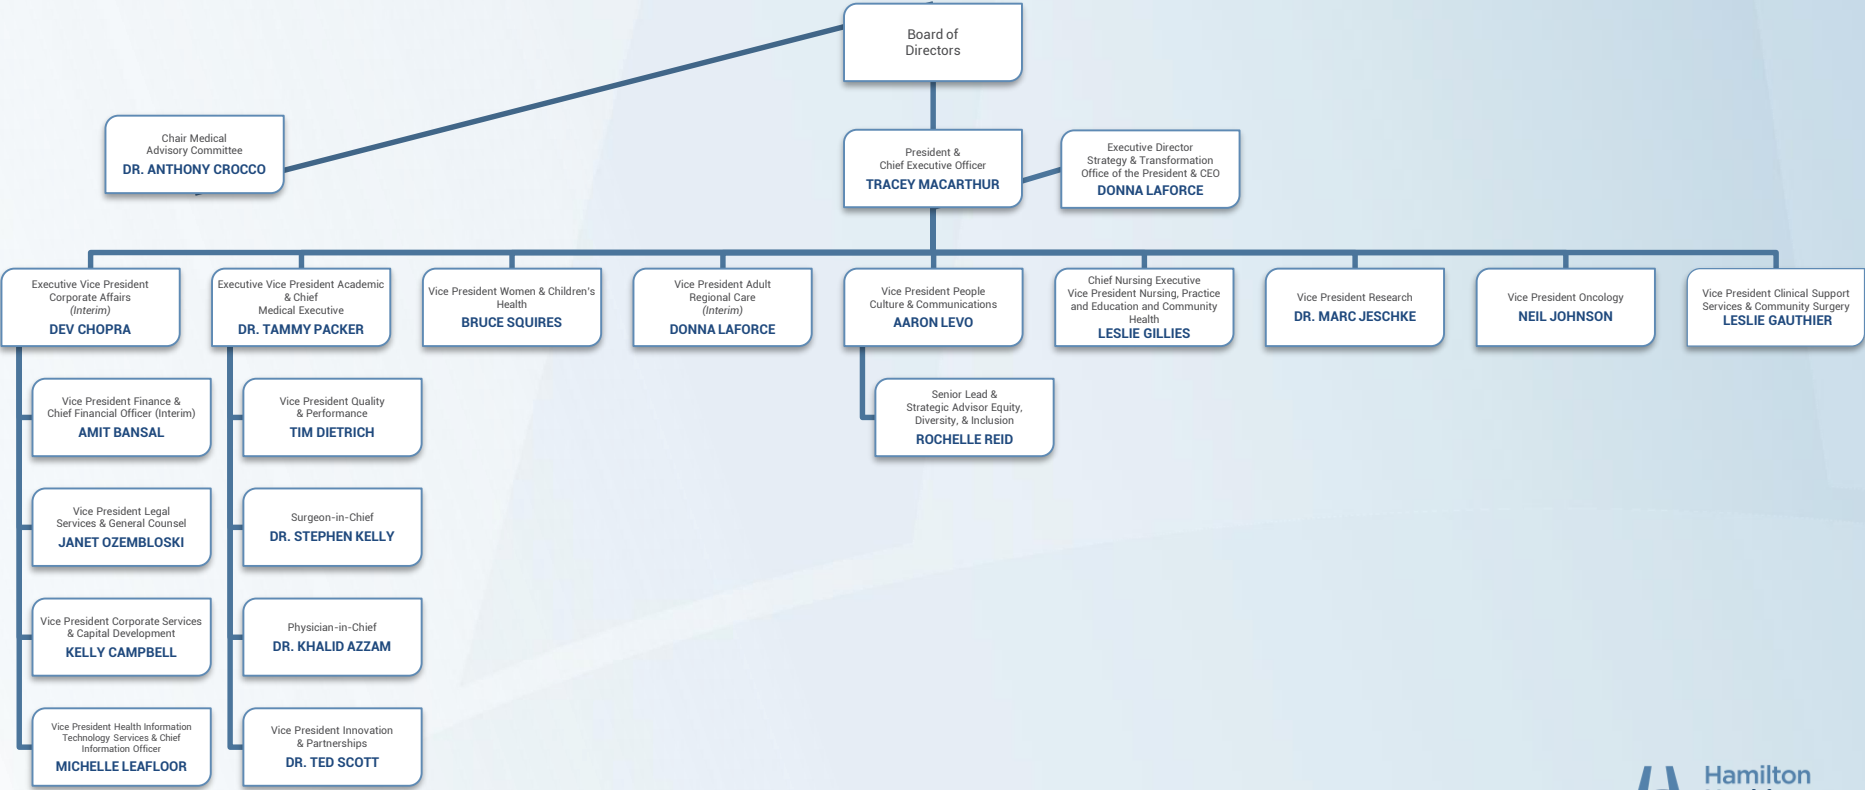 Board of
Directors
Chair Medical
Advisory Committee
DR. ANTHONY CROCCO
President &
Chief Executive Officer
TRACEY MACARTHUR
Executive Director
Strategy & Transformation
Office of the President & CEO
DONNA LAFORCE
Executive Vice President
Corporate Affairs
(Interim)
DEV CHOPRA
Executive Vice President Academic
& Chief
Medical Executive
DR. TAMMY PACKER
Vice President Women & Children's
Health
BRUCE SQUIRES
Vice President Adult
Regional Care
(Interim)
DONNA LAFORCE
Vice President People
Culture & Communications
AARON LEVO
Chief Nursing Executive
Vice President Nursing, Practice
and Education and Community
Health
LESLIE GILLIES
Vice President Research
DR. MARC JESCHKE
Vice President Oncology
NEIL JOHNSON
Vice President Clinical Support
Services & Community Surgery
LESLIE GAUTHIER
Vice President Finance &
Chief Financial Officer (Interim)
AMIT BANSAL
Vice President Quality
& Performance
TIM DIETRICH
Senior Lead &
Strategic Advisor Equity,
Diversity, & Inclusion
ROCHELLE REID
Vice President Legal
Services & General Counsel
JANET OZEMBLOSKI
Surgeon-in-Chief
DR. STEPHEN KELLY
Vice President Corporate Services
& Capital Development
KELLY CAMPBELL
Physician-in-Chief
DR. KHALID AZZAM
Vice President Health Information
Technology Services & Chief
Information Officer
MICHELLE LEAFLOOR
Vice President Innovation
& Partnerships
DR. TED SCOTT
Hamilton